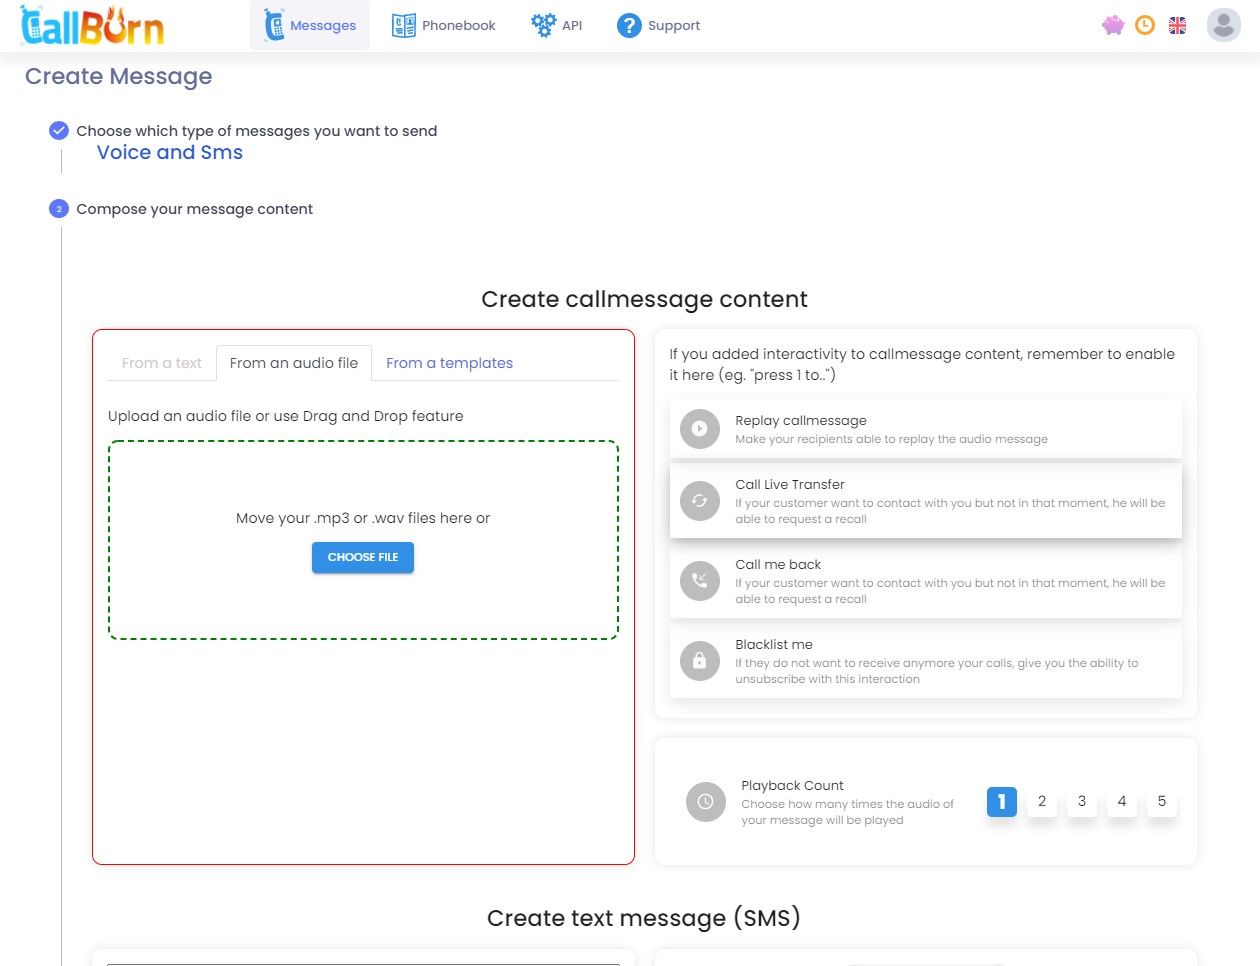 CallBurn
Messages
Phonebook
API
Support
Create Message
Choose which type of messages you want to send
Voice and Sms
2
Compose your message content
Create callmessage content
From a text
From an audio file
From a templates
Upload an audio file or use Drag and Drop feature
Move your .mp3 or .wav files here or
CHOOSE FILE
If you added interactivity to callmessage content, remember to enable
it here (eg. "press 1 to..")
Replay callmessage
Make your recipients able to replay the audio message
Call Live Transfer
If your customer want to contact with you but not in that moment, he will be
able to request a recall
Call me back
If your customer want to contact with you but not in that moment, he will be
able to request a recall
Blacklist me
If they do not want to receive anymore your calls, give you the ability to
unsubscribe with this interaction
Playback Count
Choose how many times the audio of
your message will be played
1 2 3 4 5
Create text message (SMS)